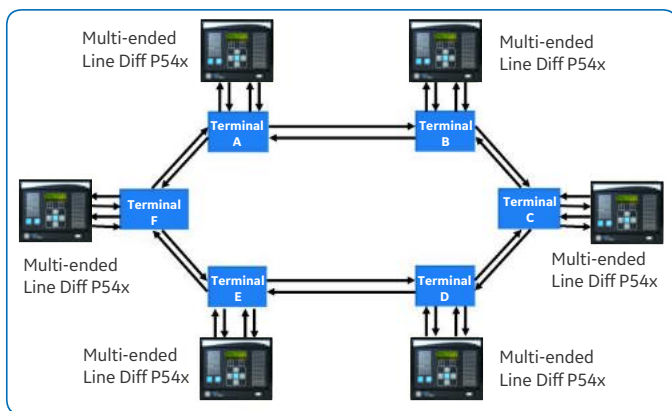 Multi-ended
Line Diff P54x
Multi-ended
Line Diff P54x
Terminal
A
Terminal
B
Terminal
F
Terminal
C
Multi-ended
Line Diff P54x
Multi-ended
Line Diff P54x
Terminal
E
Terminal
D
Multi-ended
Line Diff P54x
Multi-ended
Line Diff P54x